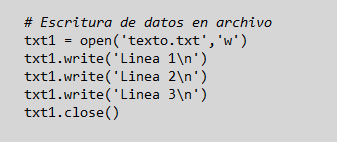 # Escritura de datos en archivo
txt1 = open('texto.txt','w')
txt1.write('Linea 1\n')
txt1.write('Linea 2\n')
txt1.write('Linea 3\n')
txt1.close()